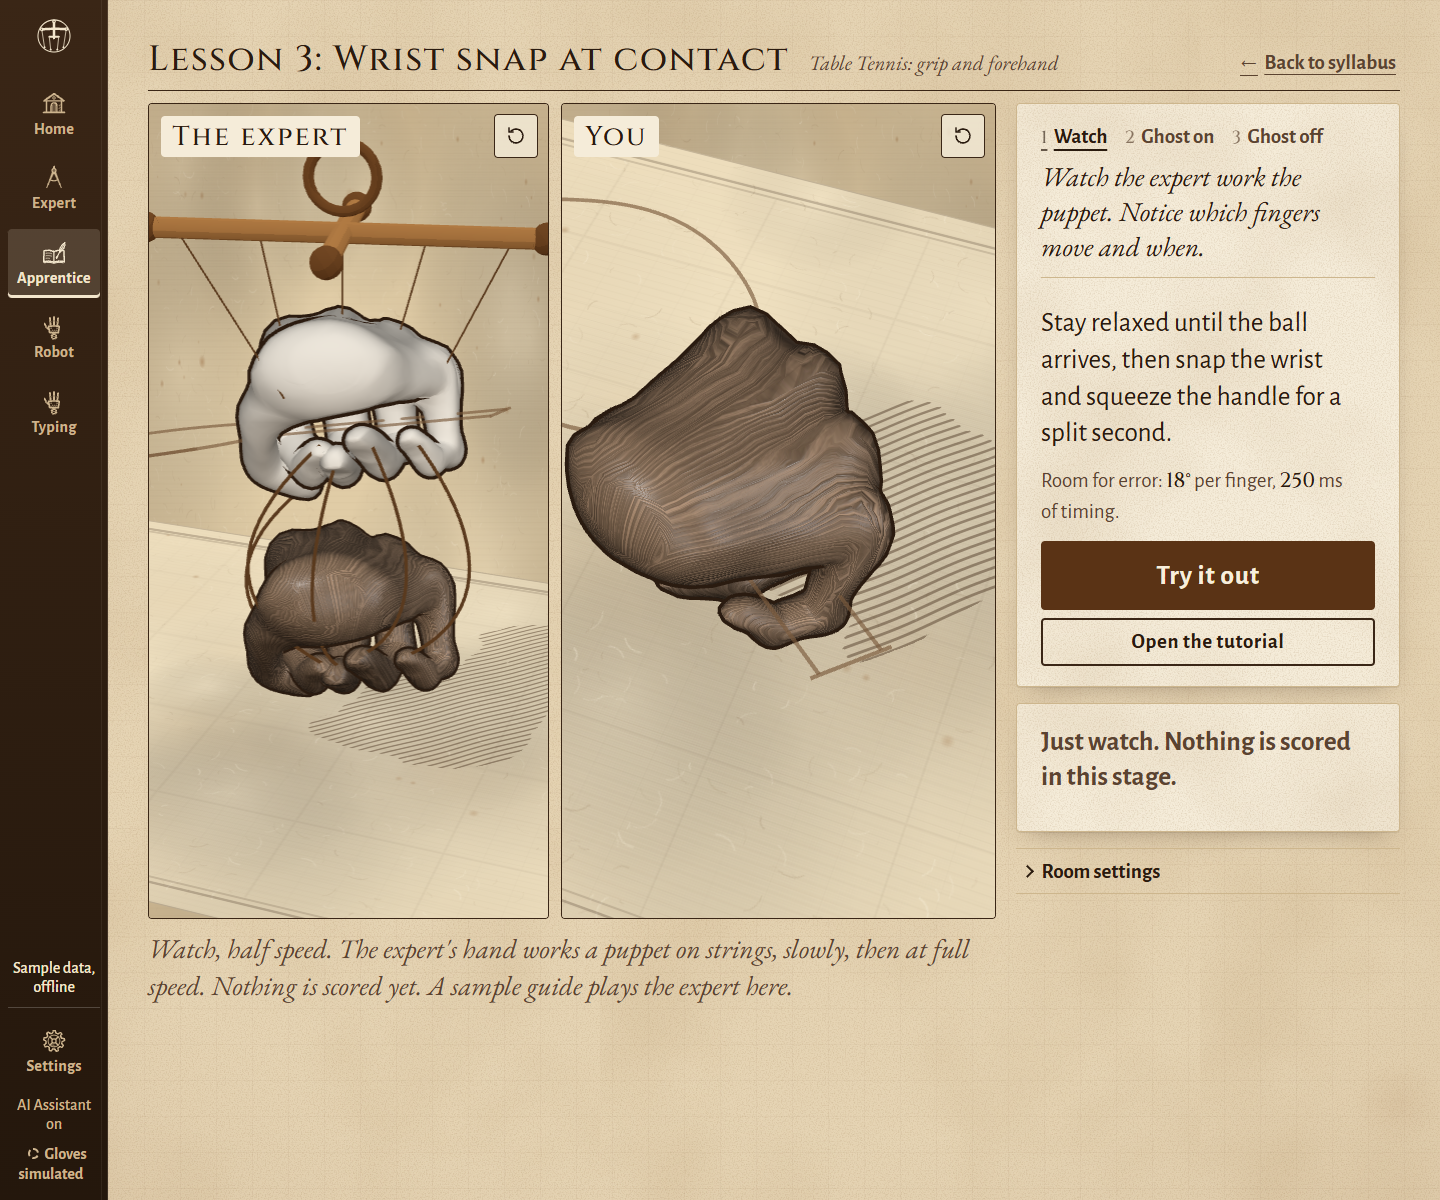 Lesson 3: Wrist snap at contact
Table Tennis: grip and forehand
← Back to syllabus
Home
Expert
Apprentice
Robot
Typing
Sample data,
offline
Settings
AI Assistant
on
Gloves
simulated
The expert
You
1 Watch 2 Ghost on 3 Ghost off
Watch the expert work the
puppet. Notice which fingers
move and when.
Stay relaxed until the ball
arrives, then snap the wrist
and squeeze the handle for a
split second.
Room for error: 18° per finger, 250 ms
of timing.
Try it out
Open the tutorial
Just watch. Nothing is scored
in this stage.
Room settings
Watch, half speed. The expert's hand works a puppet on strings, slowly, then at full
speed. Nothing is scored yet. A sample guide plays the expert here.